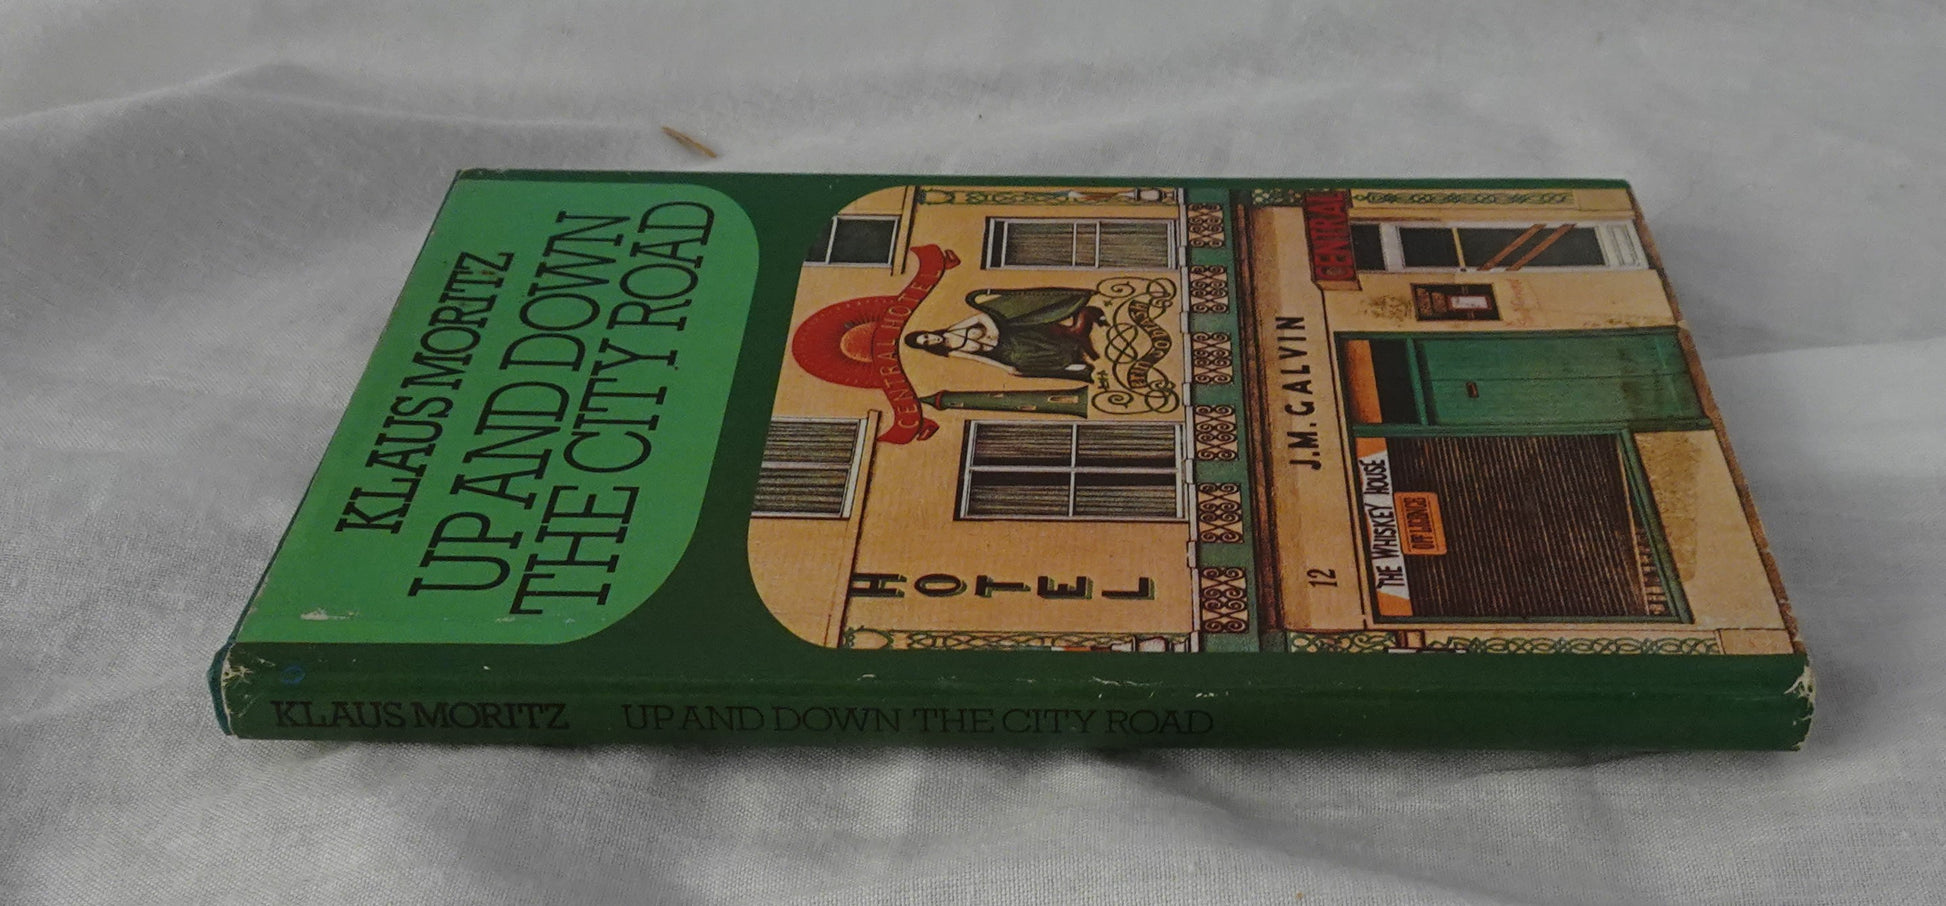 KLAUS MORITZ
UP AND DOWN
THE CITY ROAD
CENTRAL HOTEL
HOTEL
CENTRAL
J.M. GALVIN
12
THE WHISKEY HOUSE
OFF LICENCE
KLAUS MORITZ UP AND DOWN THE CITY ROAD